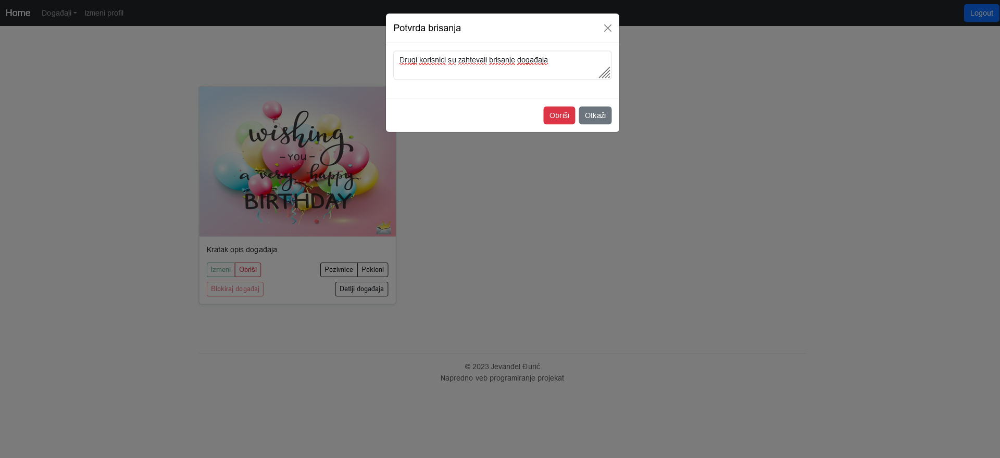 Home Događaji Izmeni profil Logout
Potvrda brisanja
Drugi korisnici su zahtevali brisanje događaja
Obriši Otkaži
wishing
- YOU -
a very happy
BIRTHDAY
Kratak opis događaja
Izmeni Obriši Pozivnice Pokloni
Blokiraj događaj Detlji događaja
© 2023 Jevanđel Đurić
Napredno veb programiranje projekat